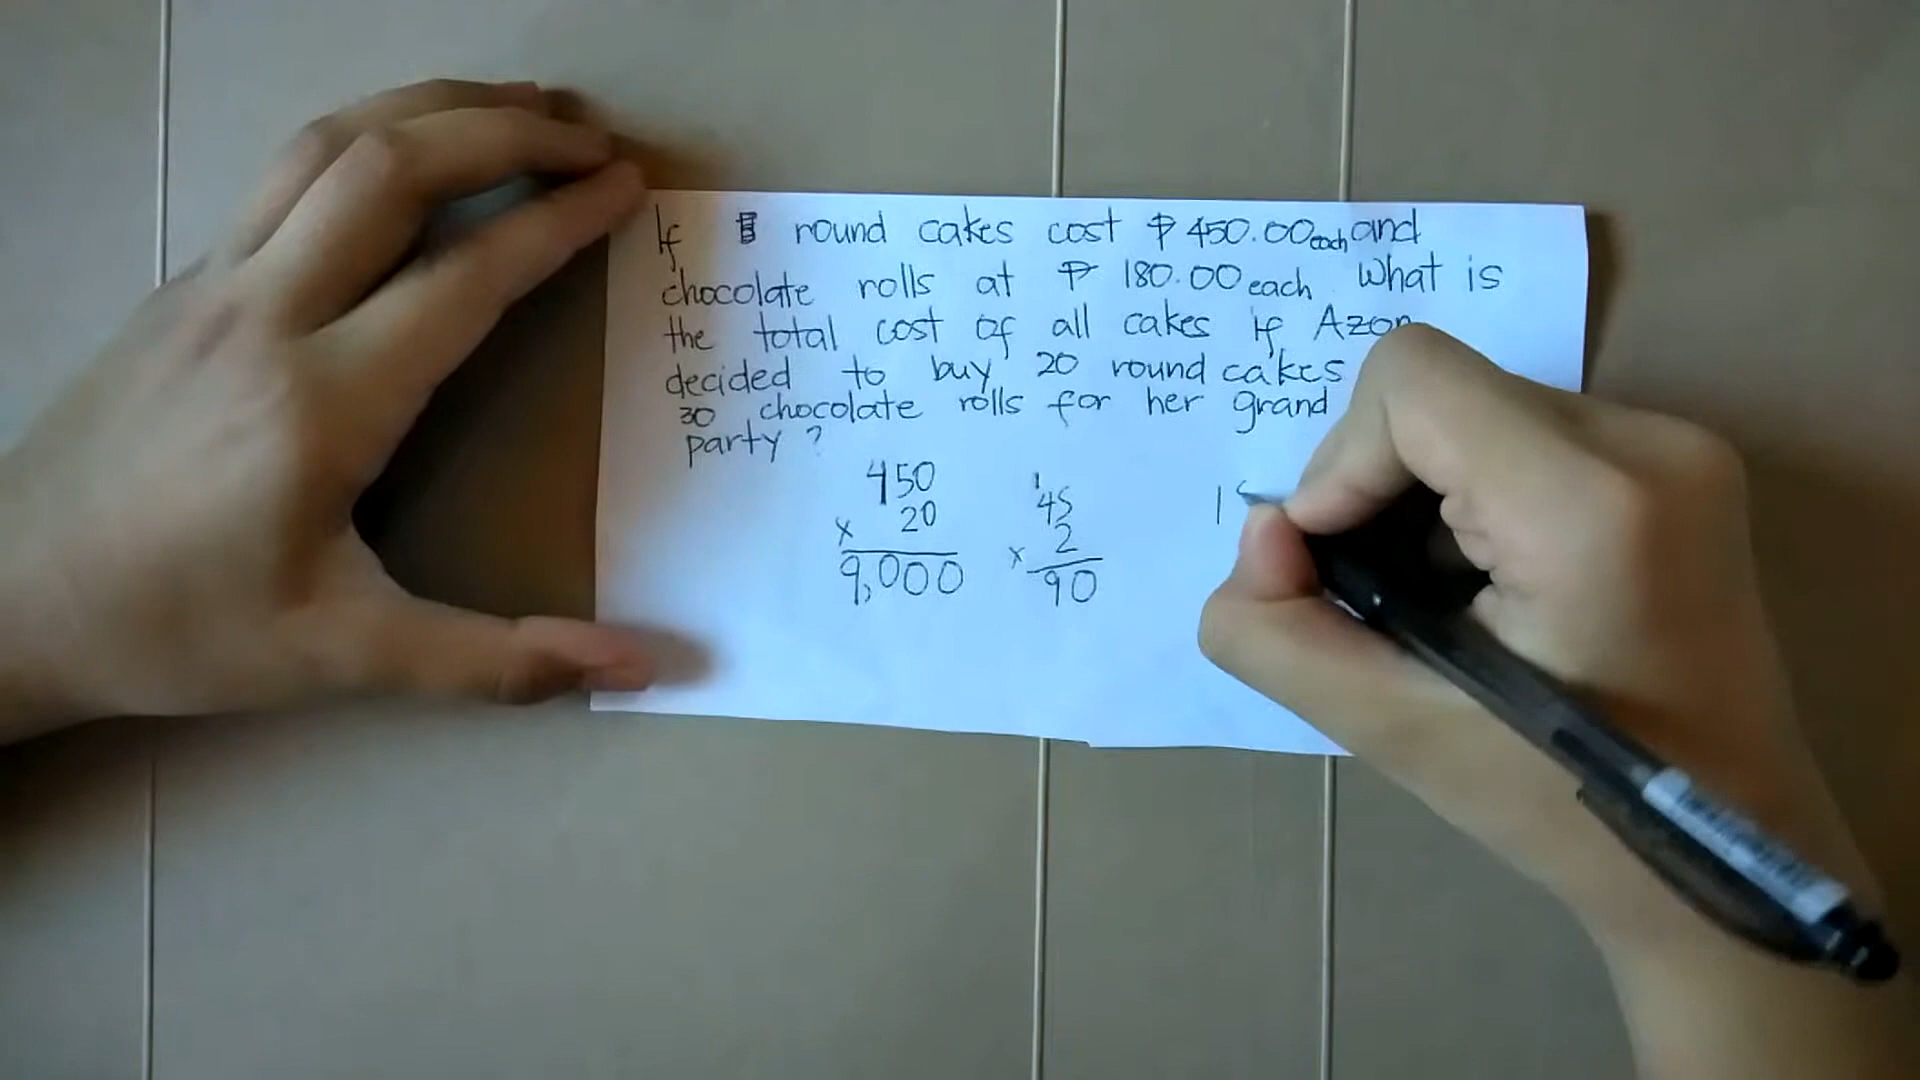 If round cakes cost ₱ 450.00 each and
chocolate rolls at ₱ 180.00 each What is
the total cost of all cakes if Azon
decided to buy 20 round cakes
30 chocolate rolls for her grand
party ?
450
x 20
9,000
1
45
x 2
90
1